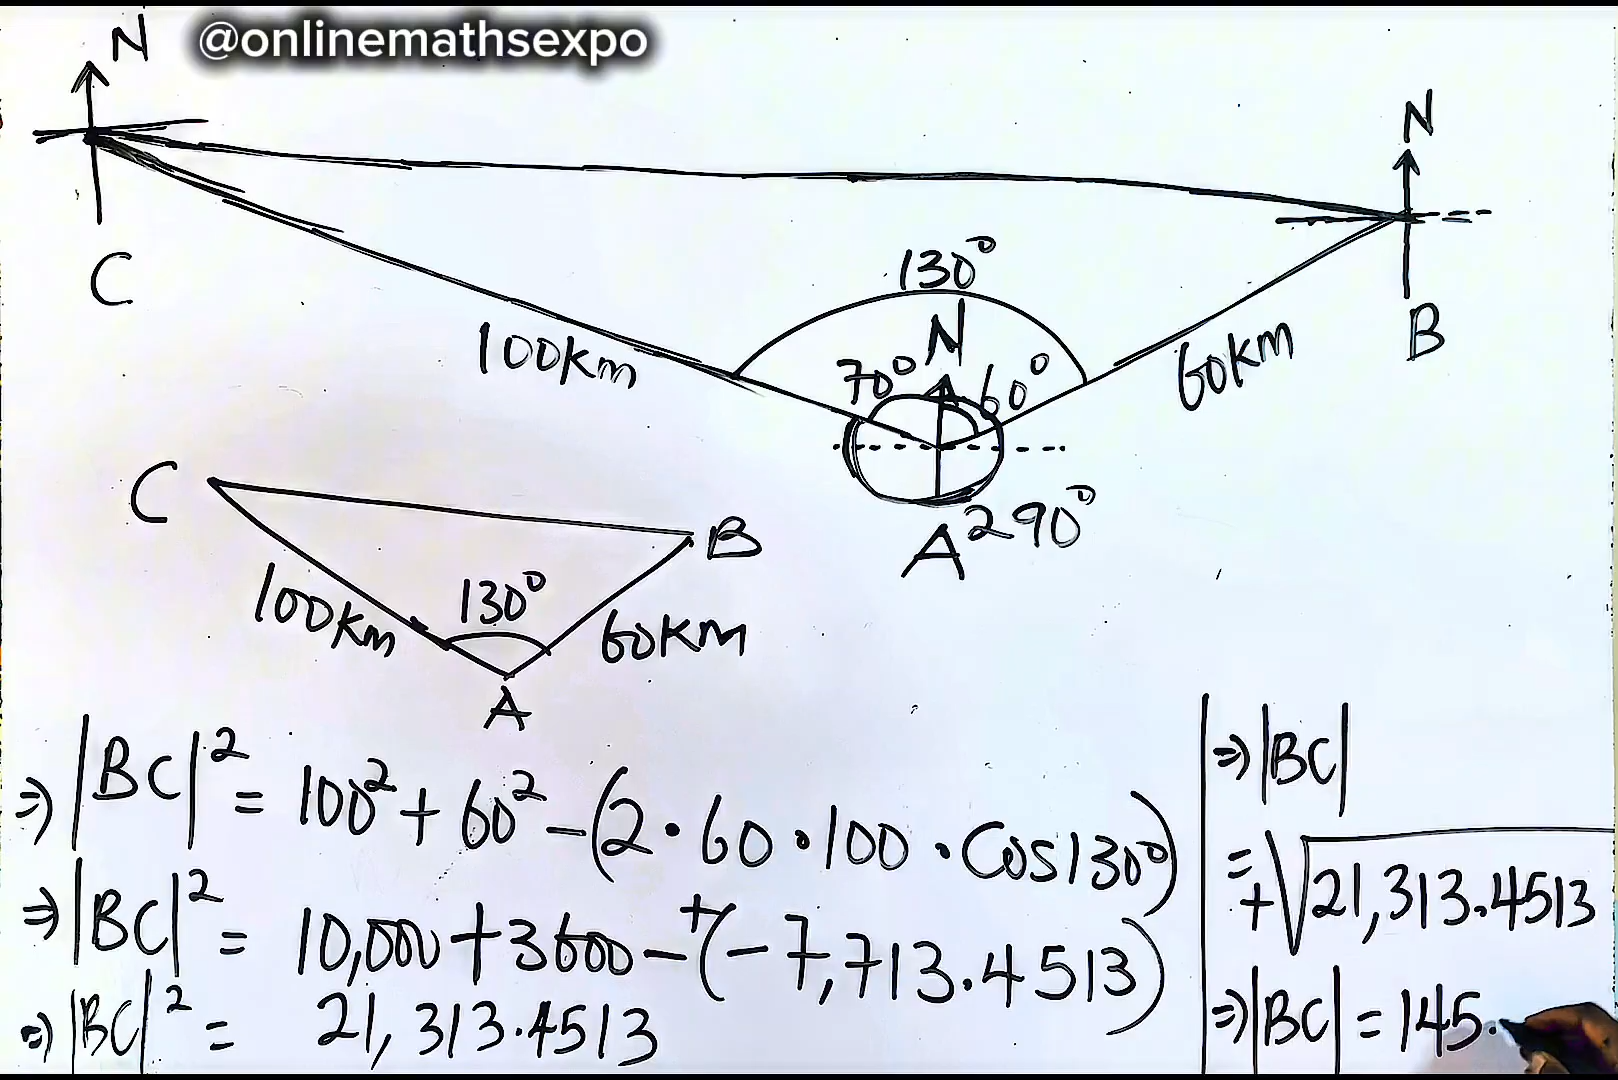 @onlinemathsexpo
N
N
C
B
130°
N
70°
60°
100km
60km
A 290°
C
B
100km
130°
60km
A
⇒ |BC|² = 100² + 60² - (2 · 60 · 100 · Cos130°)
⇒ |BC|² = 10,000 + 3600 - + (-7,713.4513)
⇒ |BC|² = 21,313.4513
⇒ |BC|
= + √21,313.4513
⇒ |BC| = 145.